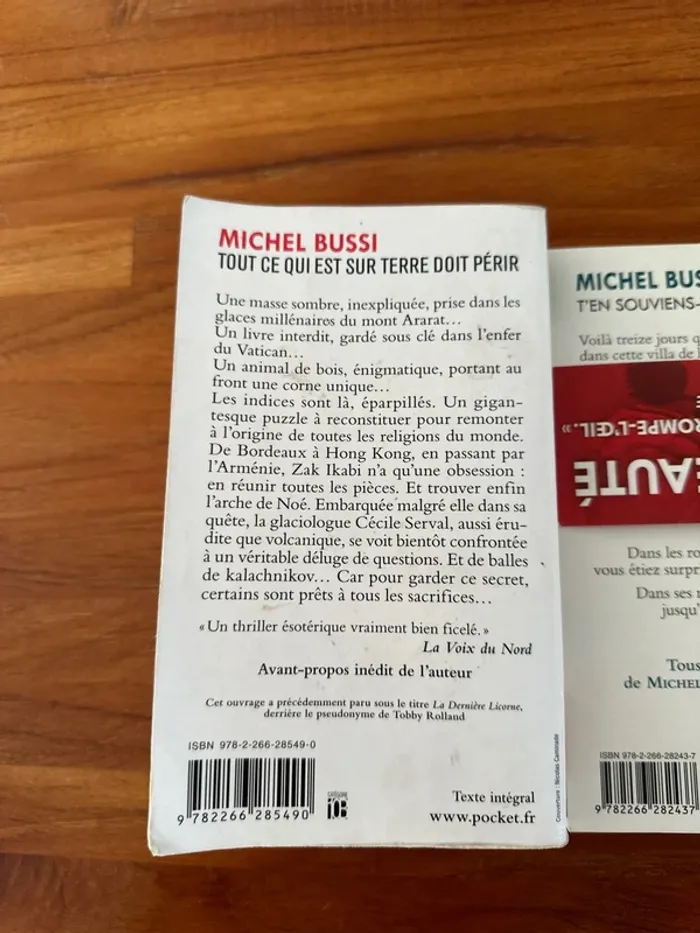 MICHEL BUSSI
TOUT CE QUI EST SUR TERRE DOIT PÉRIR
Une masse sombre, inexpliquée, prise dans les
glaces millénaires du mont Ararat…
Un livre interdit, gardé sous clé dans l'enfer
du Vatican…
Un animal de bois, énigmatique, portant au
front une corne unique…
Les indices sont là, éparpillés. Un gigan-
tesque puzzle à reconstituer pour remonter
à l'origine de toutes les religions du monde.
De Bordeaux à Hong Kong, en passant par
l'Arménie, Zak Ikabi n'a qu'une obsession :
en réunir toutes les pièces. Et trouver enfin
l'arche de Noé. Embarquée malgré elle dans sa
quête, la glaciologue Cécile Serval, aussi éru-
dite que volcanique, se voit bientôt confrontée
à un véritable déluge de questions. Et de balles
de kalachnikov… Car pour garder ce secret,
certains sont prêts à tous les sacrifices…
« Un thriller ésotérique vraiment bien ficelé. »
La Voix du Nord
Avant-propos inédit de l'auteur
Cet ouvrage a précédemment paru sous le titre La Dernière Licorne,
derrière le pseudonyme de Tobby Rolland
ISBN 978-2-266-28549-0
9 782266 285490
CATÉGORIE
Texte intégral
www.pocket.fr
Couverture : Nicolas Caminade
MICHEL BUS
T'EN SOUVIENS-
Voilà treize jours q
dans cette villa de l
ROMPE-L'ŒIL. »
EAUTÉ
Dans les ro
vous étiez surpri
Dans ses r
jusqu'
Tous
de MICHEL
ISBN 978-2-266-28243-7
9 782266 282437